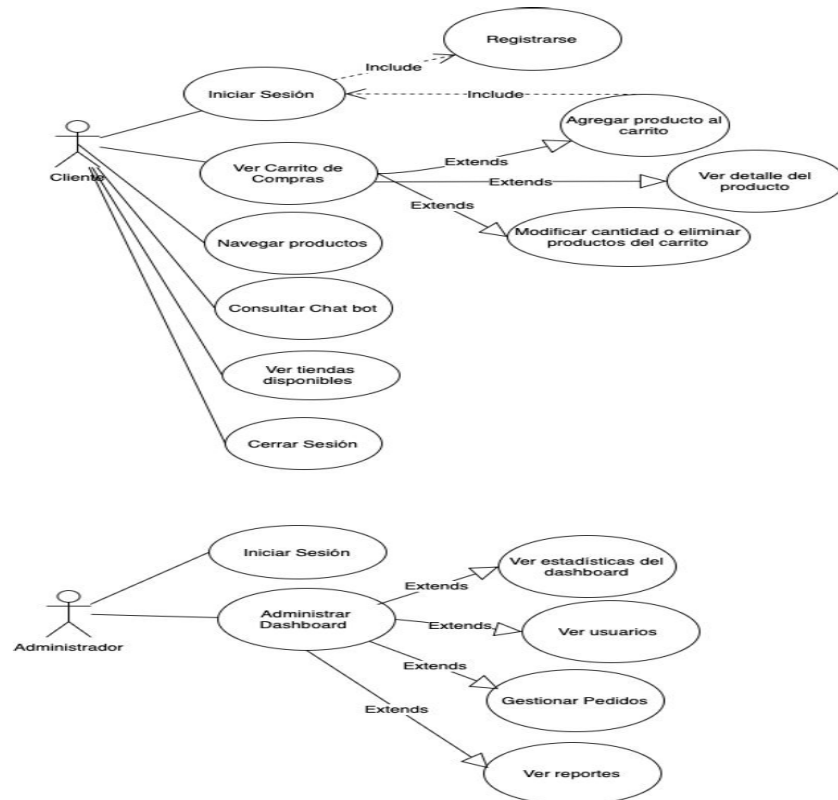 Registrarse
Include
Iniciar Sesión
Include
Agregar producto al
carrito
Cliente
Ver Carrito de
Compras
Extends
Extends
Ver detalle del
producto
Extends
Modificar cantidad o eliminar
productos del carrito
Navegar productos
Consultar Chat bot
Ver tiendas
disponibles
Cerrar Sesión
Iniciar Sesión
Ver estadísticas del
dashboard
Extends
Administrar
Dashboard
Extends
Ver usuarios
Administrador
Extends
Gestionar Pedidos
Extends
Ver reportes